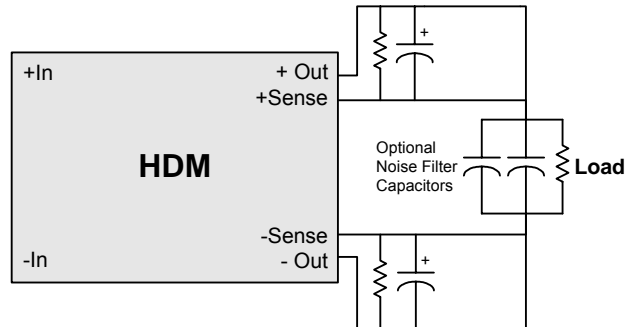 +
+In
+ Out
+Sense
HDM
Optional
Noise Filter
Capacitors
Load
-Sense
-In
- Out
+